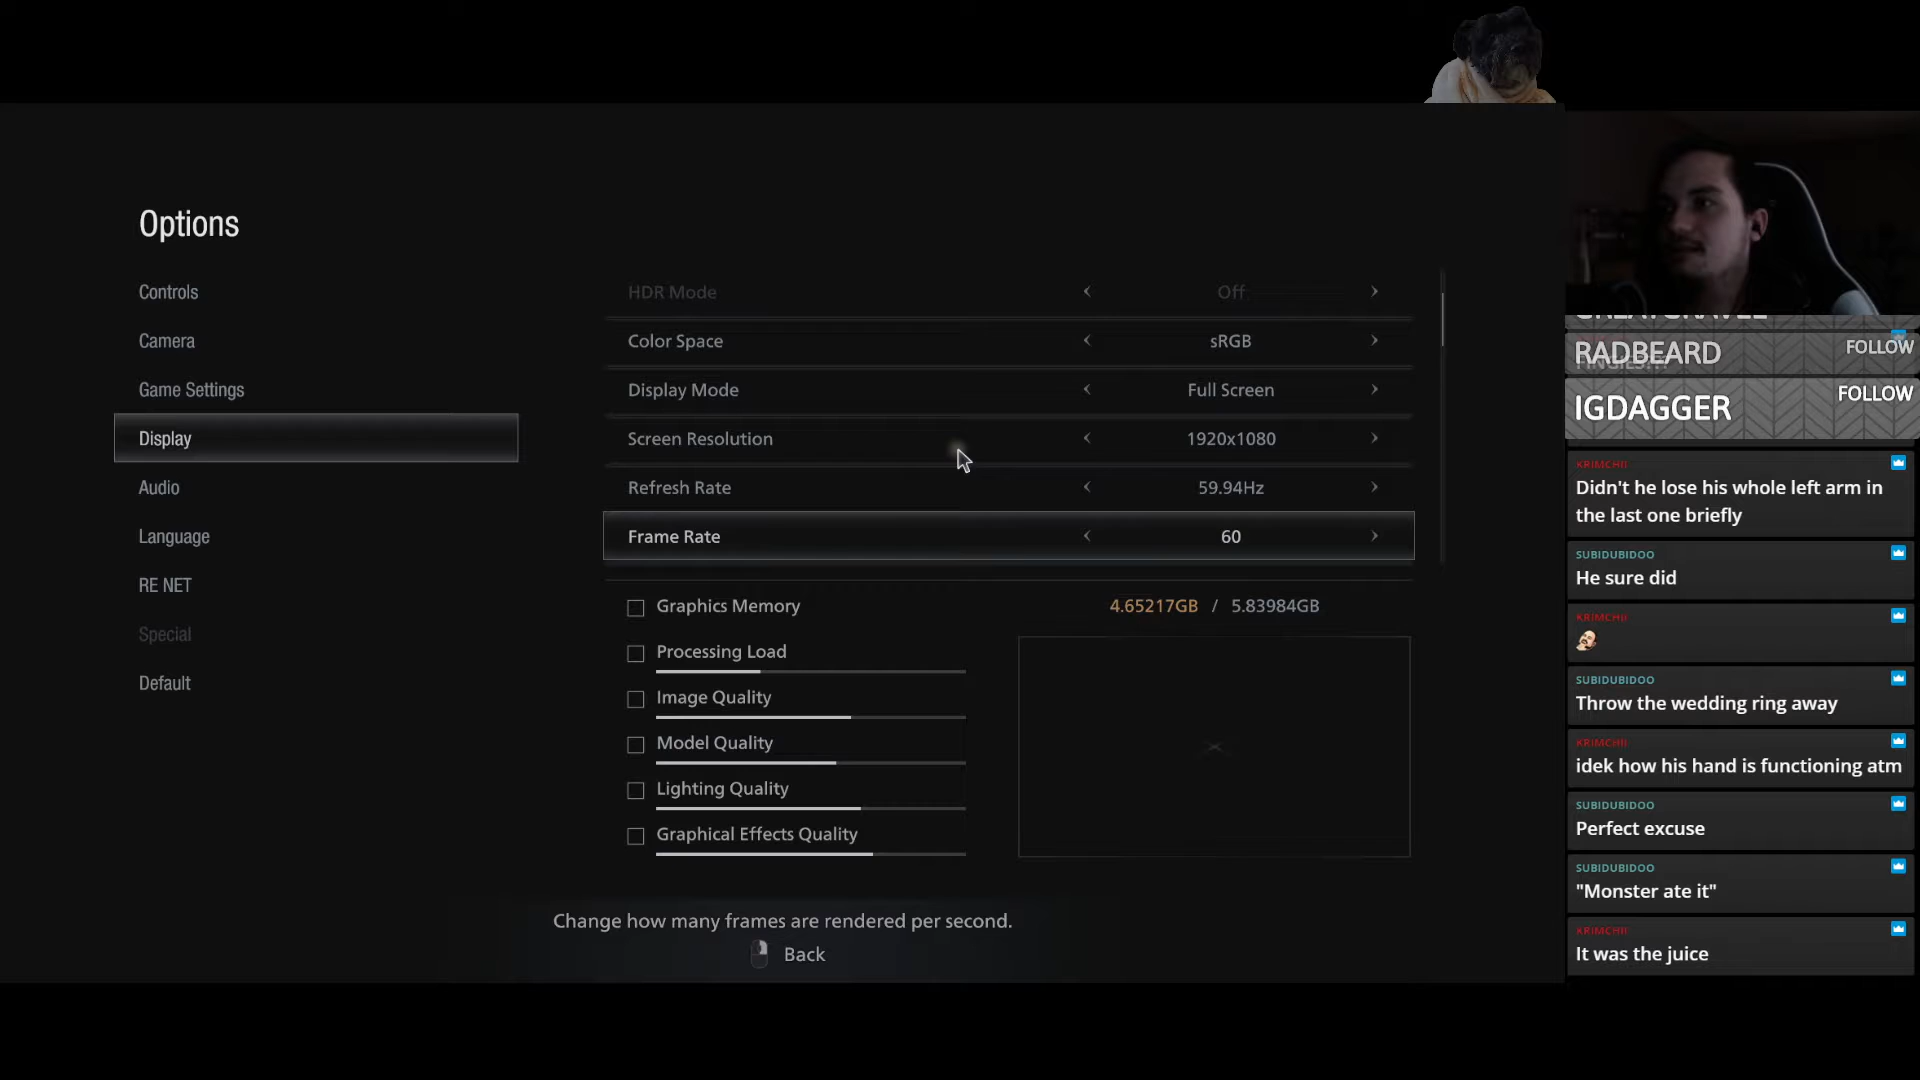 Options
Controls
Camera
Game Settings
Display
Audio
Language
RE NET
Special
Default
HDR Mode Off
Color Space sRGB
Display Mode Full Screen
Screen Resolution 1920x1080
Refresh Rate 59.94Hz
Frame Rate 60
Graphics Memory 4.65217GB / 5.83984GB
Processing Load
Image Quality
Model Quality
Lighting Quality
Graphical Effects Quality
Change how many frames are rendered per second.
Back
RADBEARD FOLLOW
IGDAGGER FOLLOW
KRIMCHII
Didn't he lose his whole left arm in
the last one briefly
SUBIDUBIDOO
He sure did
KRIMCHII
SUBIDUBIDOO
Throw the wedding ring away
KRIMCHII
idek how his hand is functioning atm
SUBIDUBIDOO
Perfect excuse
SUBIDUBIDOO
"Monster ate it"
KRIMCHII
It was the juice